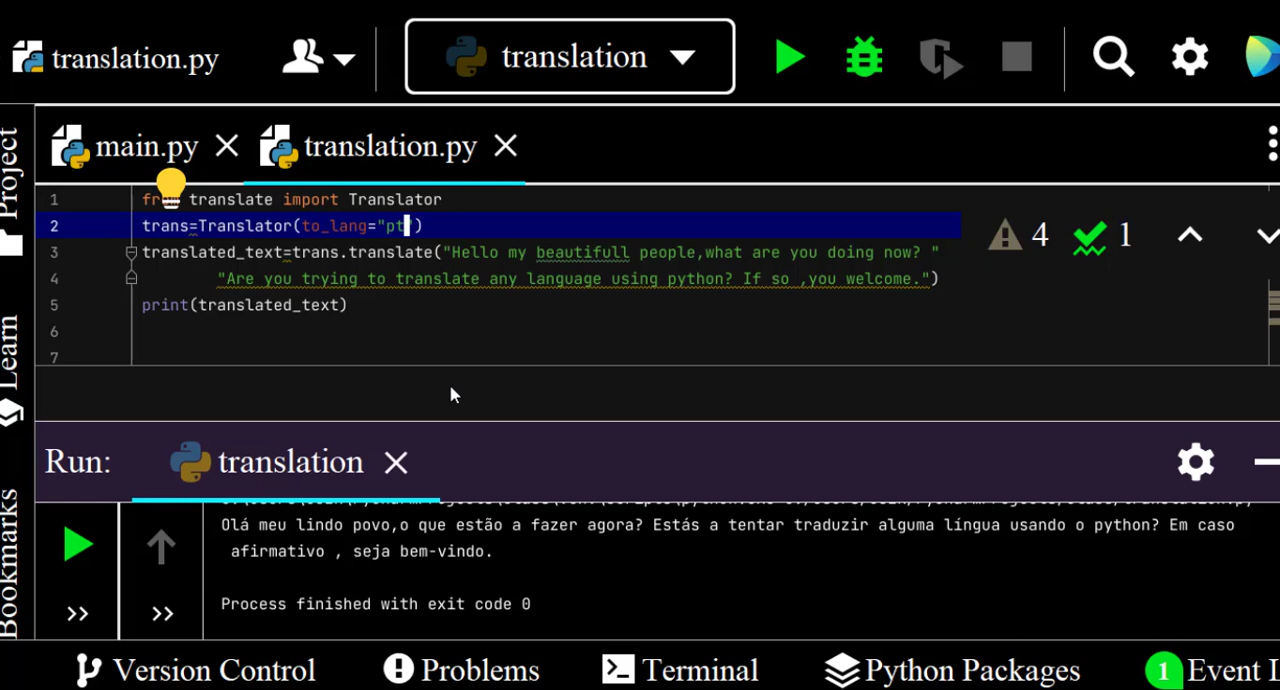 translation.py
translation
main.py
translation.py
Project
1 translate import Translator
2 trans=Translator(to_lang="pt")
4 1
3 translated_text=trans.translate("Hello my beautifull people,what are you doing now? "
4 "Are you trying to translate any language using python? If so ,you welcome.")
5 print(translated_text)
6
7
Learn
Run: translation
Bookmarks
Olá meu lindo povo,o que estão a fazer agora? Estás a tentar traduzir alguma língua usando o python? Em caso
afirmativo , seja bem-vindo.
Process finished with exit code 0
Version Control
Problems
Terminal
Python Packages
1 Event